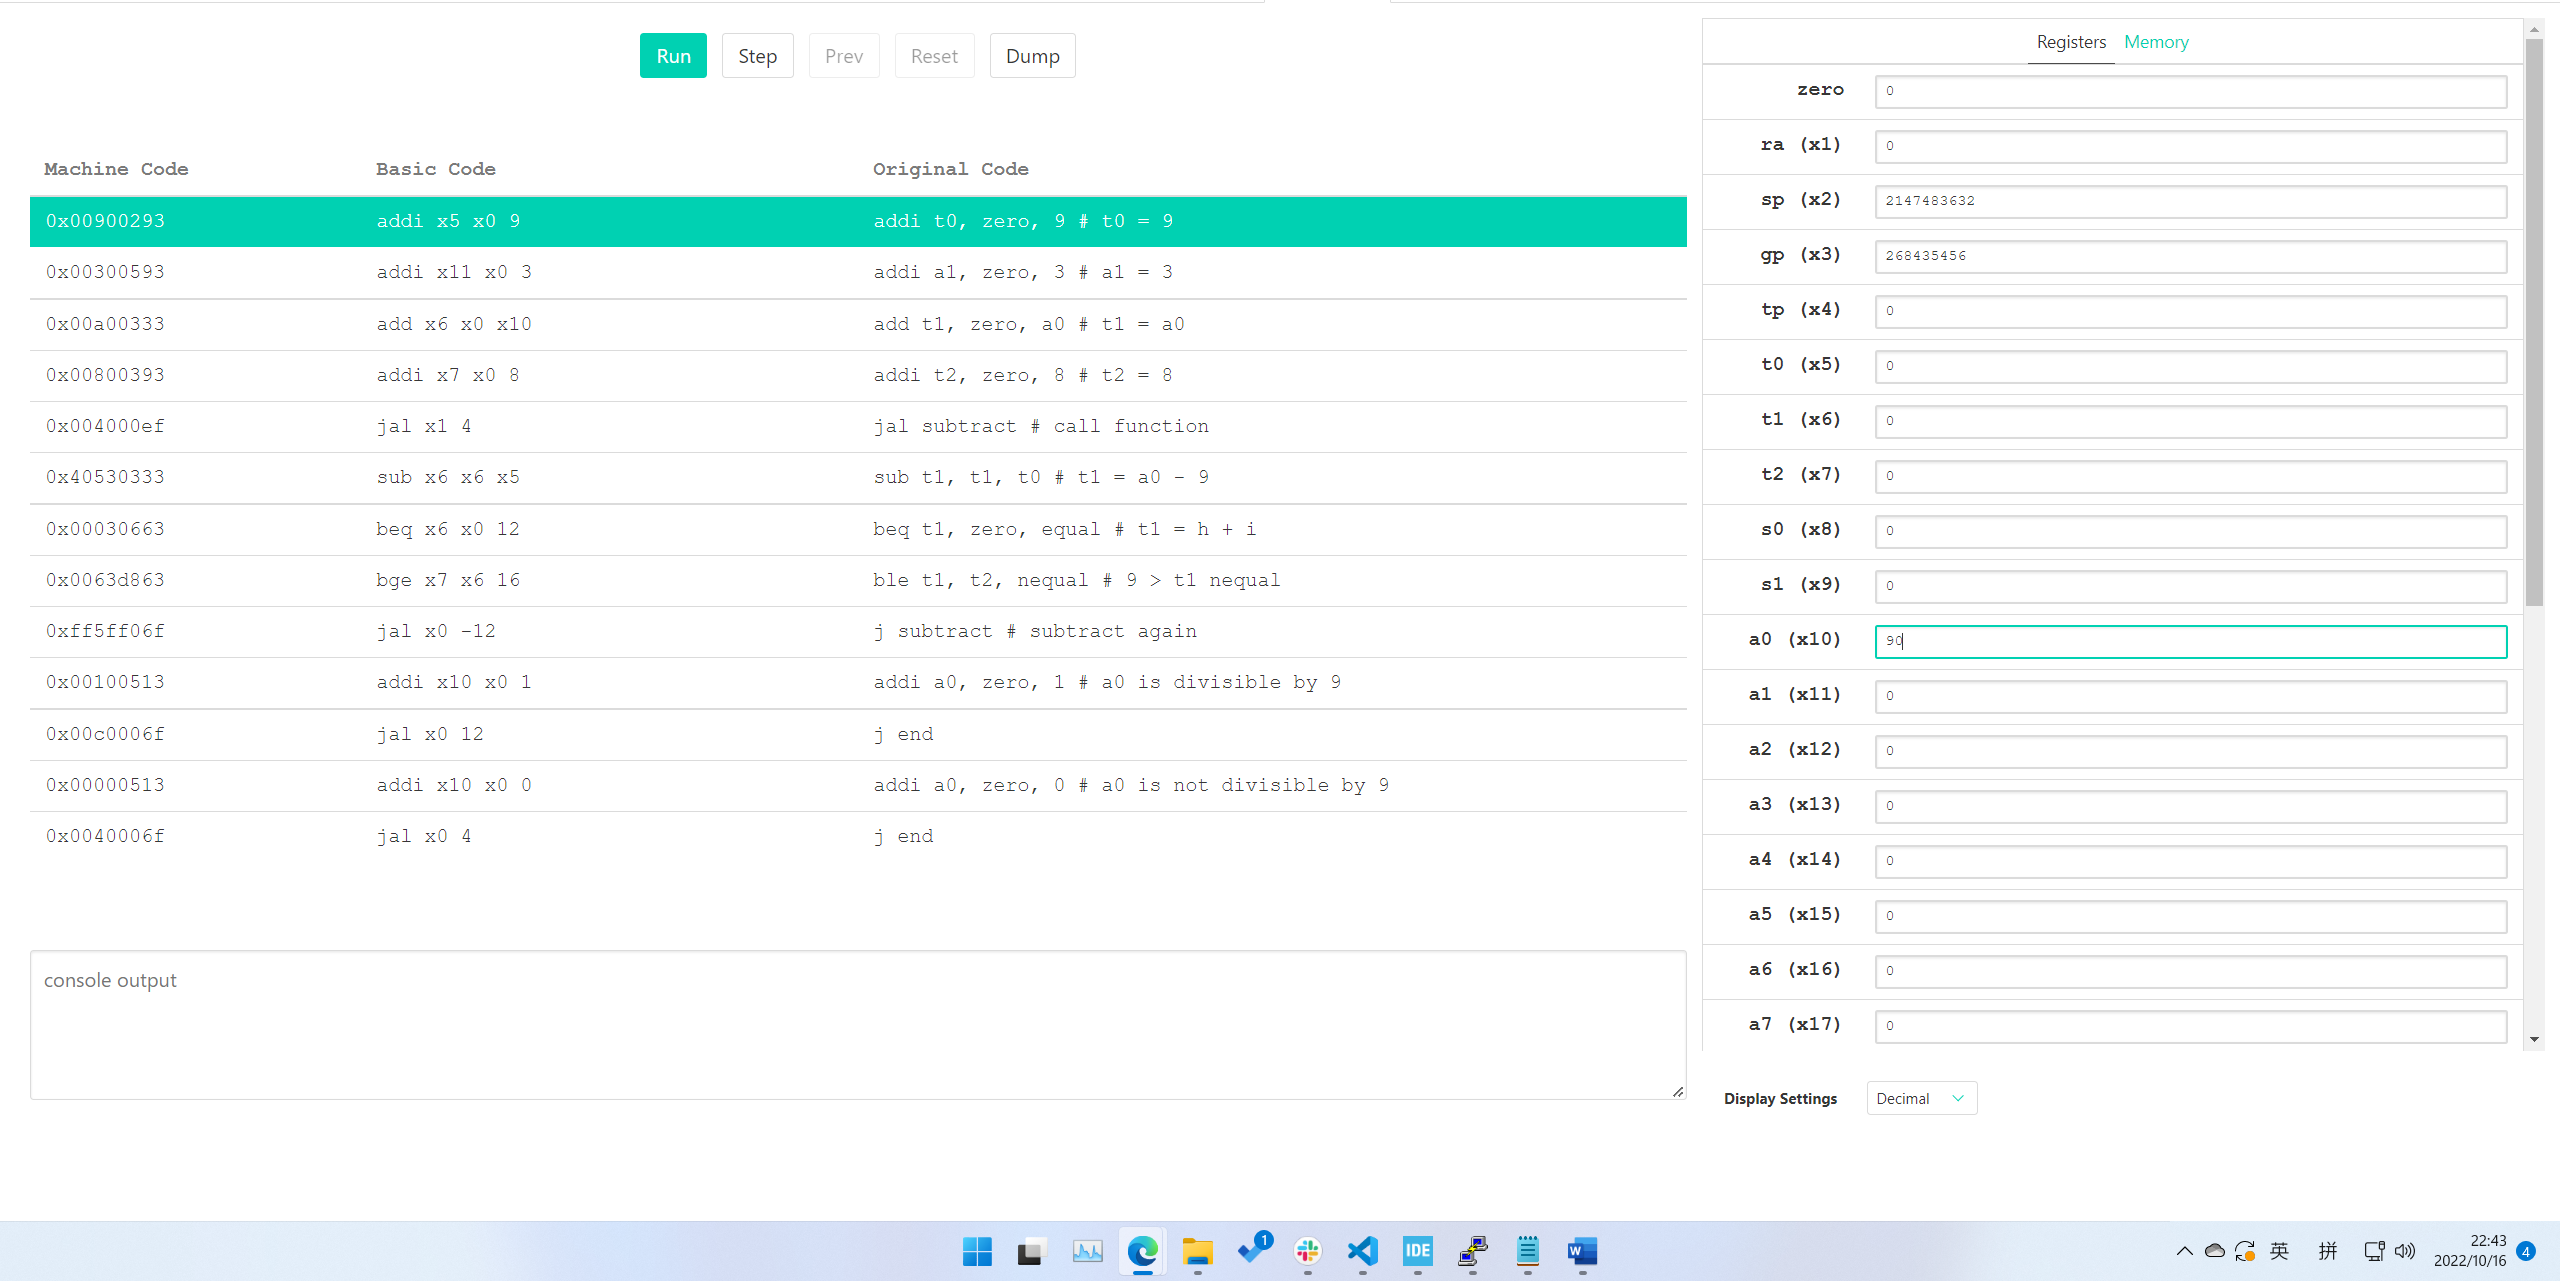 Run Step Prev Reset Dump
Machine Code Basic Code Original Code
0x00900293 addi x5 x0 9 addi t0, zero, 9 # t0 = 9
0x00300593 addi x11 x0 3 addi a1, zero, 3 # a1 = 3
0x00a00333 add x6 x0 x10 add t1, zero, a0 # t1 = a0
0x00800393 addi x7 x0 8 addi t2, zero, 8 # t2 = 8
0x004000ef jal x1 4 jal subtract # call function
0x40530333 sub x6 x6 x5 sub t1, t1, t0 # t1 = a0 - 9
0x00030663 beq x6 x0 12 beq t1, zero, equal # t1 = h + i
0x0063d863 bge x7 x6 16 ble t1, t2, nequal # 9 > t1 nequal
0xff5ff06f jal x0 -12 j subtract # subtract again
0x00100513 addi x10 x0 1 addi a0, zero, 1 # a0 is divisible by 9
0x00c0006f jal x0 12 j end
0x00000513 addi x10 x0 0 addi a0, zero, 0 # a0 is not divisible by 9
0x0040006f jal x0 4 j end
console output
Registers Memory
zero 0
ra (x1) 0
sp (x2) 2147483632
gp (x3) 268435456
tp (x4) 0
t0 (x5) 0
t1 (x6) 0
t2 (x7) 0
s0 (x8) 0
s1 (x9) 0
a0 (x10) 90
a1 (x11) 0
a2 (x12) 0
a3 (x13) 0
a4 (x14) 0
a5 (x15) 0
a6 (x16) 0
a7 (x17) 0
Display Settings Decimal
1
IDE
W
英 拼
22:43
2022/10/16
4